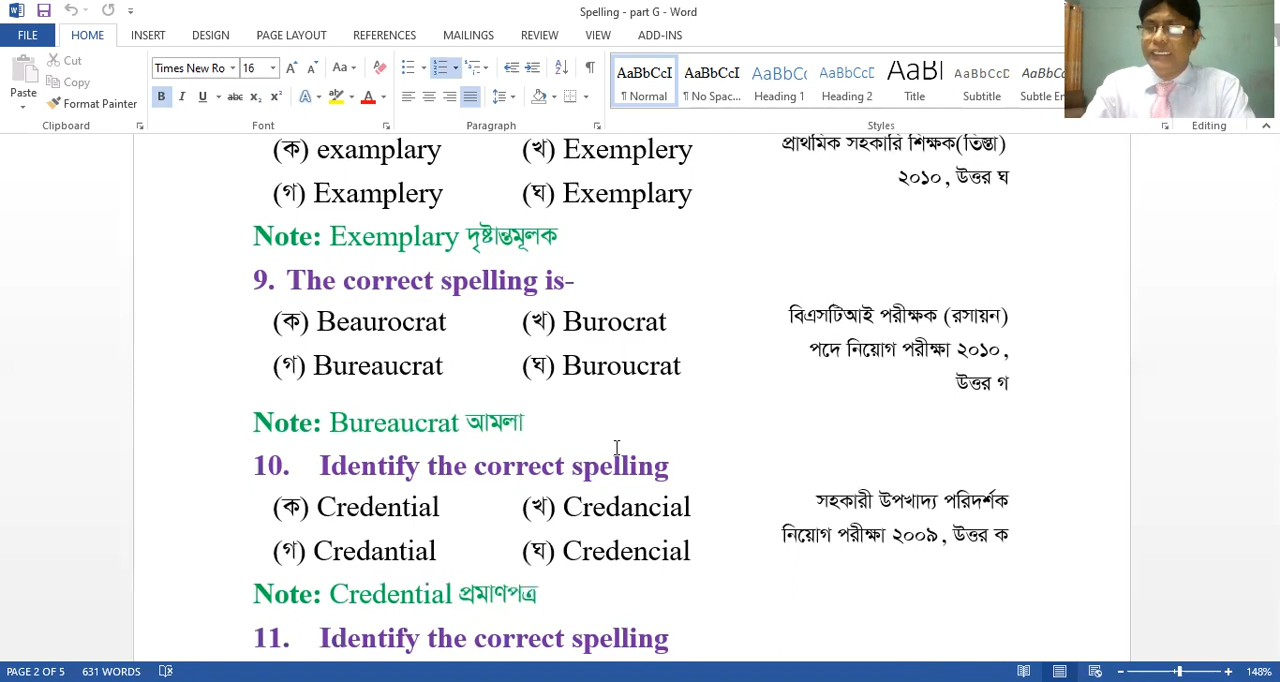 Spelling - part G - Word
FILE HOME INSERT DESIGN PAGE LAYOUT REFERENCES MAILINGS REVIEW VIEW ADD-INS
Paste Cut Copy Format Painter Clipboard
Times New Ro 16 Aa Font
B I U abc X₂ X² A A Paragraph
AaBbCcI AaBbCcI AaBbCc AaBbCcI AaBl AaBbCcD AaBbCcI
¶ Normal ¶ No Spac... Heading 1 Heading 2 Title Subtitle Subtle Em
Styles Editing
(ক) examplary (খ) Exemplery প্রাথমিক সহকারি শিক্ষক(তিস্তা)
(গ) Examplery (ঘ) Exemplary ২০১০, উত্তর ঘ
Note: Exemplary দৃষ্টান্তমূলক
9. The correct spelling is-
(ক) Beaurocrat (খ) Burocrat বিএসটিআই পরীক্ষক (রসায়ন)
(গ) Bureaucrat (ঘ) Buroucrat পদে নিয়োগ পরীক্ষা ২০১০,
উত্তর গ
Note: Bureaucrat আমলা
10. Identify the correct spelling
(ক) Credential (খ) Credancial সহকারী উপখাদ্য পরিদর্শক
(গ) Credantial (ঘ) Credencial নিয়োগ পরীক্ষা ২০০৯, উত্তর ক
Note: Credential প্রমাণপত্র
11. Identify the correct spelling
PAGE 2 OF 5 631 WORDS 148%